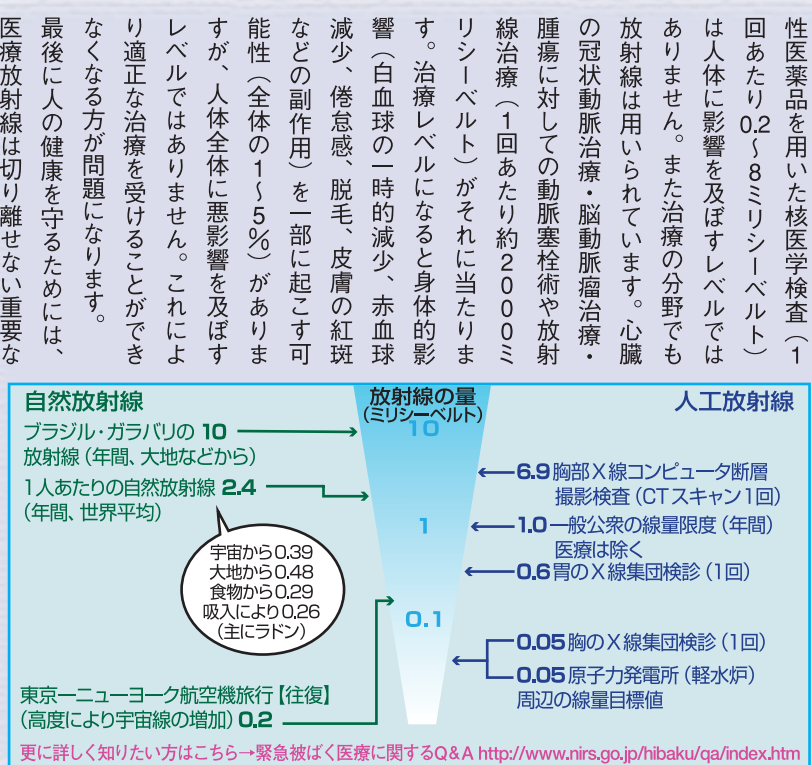 性医薬品を用いた核医学検査（1
回あたり0.2～8ミリシーベルト）
は人体に影響を及ぼすレベルでは
ありません。また治療の分野でも
放射線は用いられています。心臓
の冠状動脈治療・脳動脈瘤治療・
腫瘍に対しての動脈塞栓術や放射
線治療（1回あたり約2000ミ
リシーベルト）がそれに当たりま
す。治療レベルになると身体的影
響（白血球の一時的減少、赤血球
減少、倦怠感、脱毛、皮膚の紅斑
などの副作用）を一部に起こす可
能性（全体の1～5％）がありま
すが、人体全体に悪影響を及ぼす
レベルではありません。これによ
り適正な治療を受けることができ
なくなる方が問題になります。
最後に人の健康を守るためには、
医療放射線は切り離せない重要な
自然放射線
ブラジル・ガラバリの 10
放射線（年間、大地などから）
1人あたりの自然放射線 2.4
（年間、世界平均）
宇宙から0.39
大地から0.48
食物から0.29
吸入により0.26
（主にラドン）
東京ーニューヨーク航空機旅行【往復】
（高度により宇宙線の増加）0.2
放射線の量
（ミリシーベルト）
10
1
0.1
人工放射線
6.9 胸部X線コンピュータ断層
撮影検査（CTスキャン1回）
1.0 一般公衆の線量限度（年間）
医療は除く
0.6 胃のX線集団検診（1回）
0.05 胸のX線集団検診（1回）
0.05 原子力発電所（軽水炉）
周辺の線量目標値
更に詳しく知りたい方はこちら→緊急被ばく医療に関するQ&A http://www.nirs.go.jp/hibaku/qa/index.htm